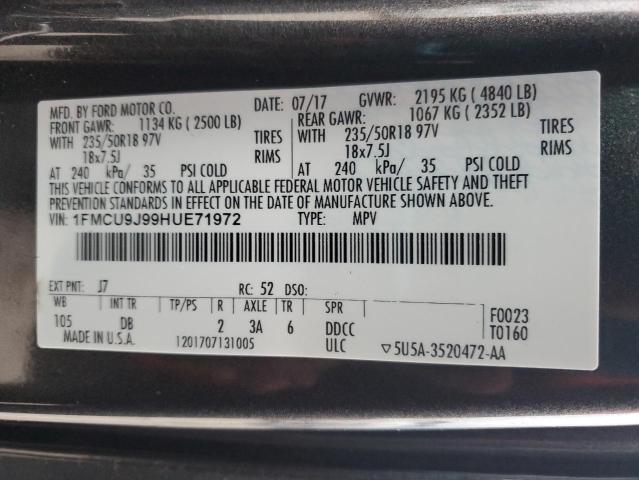 MFD. BY FORD MOTOR CO.
DATE: 07/17 GVWR: 2195 KG ( 4840 LB)
FRONT GAWR: 1134 KG ( 2500 LB) REAR GAWR: 1067 KG ( 2352 LB)
WITH 235/50R18 97V TIRES WITH 235/50R18 97V TIRES
18x7.5J RIMS 18x7.5J RIMS
AT 240 kPa/ 35 PSI COLD AT 240 kPa/ 35 PSI COLD
THIS VEHICLE CONFORMS TO ALL APPLICABLE FEDERAL MOTOR VEHICLE SAFETY AND THEFT
PREVENTION STANDARDS IN EFFECT ON THE DATE OF MANUFACTURE SHOWN ABOVE.
VIN: 1FMCU9J99HUE71972 TYPE: MPV
EXT PNT: J7 RC: 52 DSO:
WB INT TR TP/PS R AXLE TR SPR
105 DB 2 3A 6 DDCC
F0023
T0160
MADE IN U.S.A. 1201707131005 ULC ▽5U5A-3520472-AA